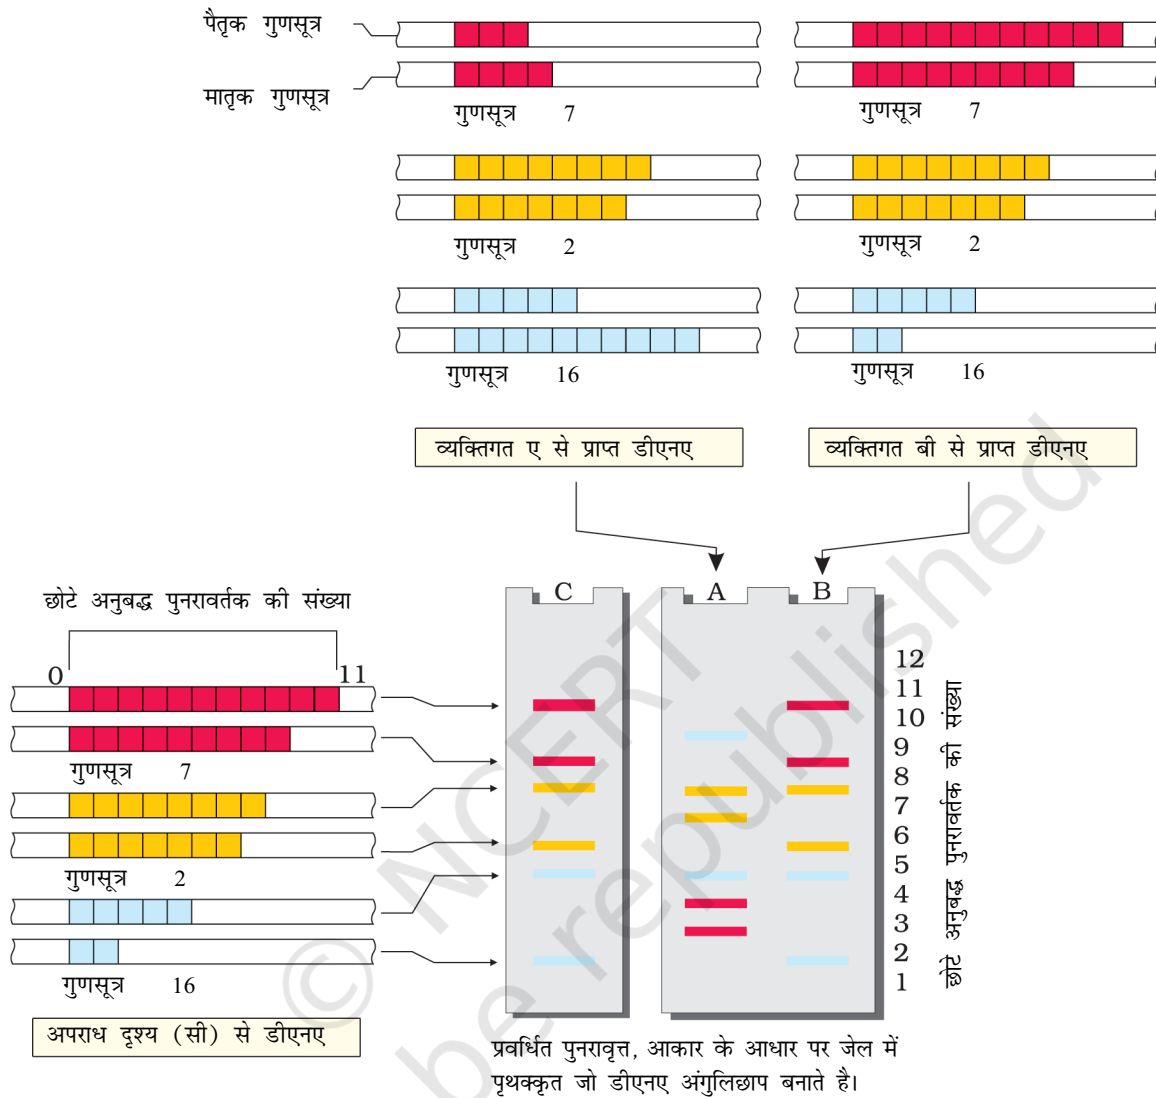 पैतृक गुणसूत्र
मातृक गुणसूत्र
गुणसूत्र 7
गुणसूत्र 7
गुणसूत्र 2
गुणसूत्र 2
गुणसूत्र 16
गुणसूत्र 16
व्यक्तिगत ए से प्राप्त डीएनए
व्यक्तिगत बी से प्राप्त डीएनए
छोटे अनुबद्ध पुनरावर्तक की संख्या
0 11
गुणसूत्र 7
गुणसूत्र 2
गुणसूत्र 16
अपराध दृश्य (सी) से डीएनए
C
A
B
12
11
10
9
8
7
6
5
4
3
2
1
छोटे अनुबद्ध पुनरावर्तक की संख्या
प्रवर्धित पुनरावृत्त, आकार के आधार पर जेल में
पृथक्कृत जो डीएनए अंगुलिछाप बनाते है।
© NCERT
be republished